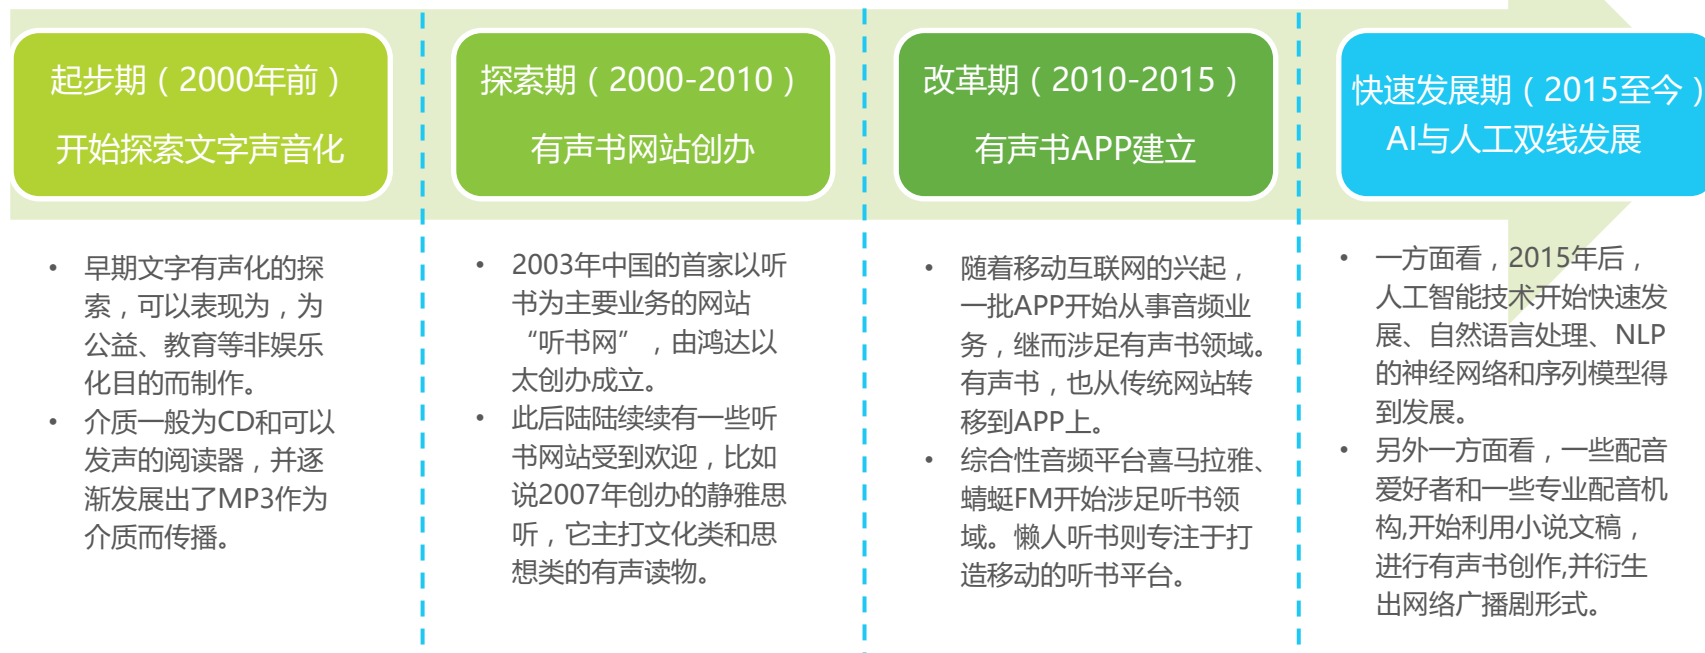 起步期（2000年前）
开始探索文字声音化
探索期（2000-2010）
有声书网站创办
改革期（2010-2015）
有声书APP建立
快速发展期（2015至今）
AI与人工双线发展
• 早期文字有声化的探
索，可以表现为，为
公益、教育等非娱乐
化目的而制作。
• 介质一般为CD和可以
发声的阅读器，并逐
渐发展出了MP3作为
介质而传播。
• 2003年中国的首家以听
书为主要业务的网站
“听书网”，由鸿达以
太创办成立。
• 此后陆陆续续有一些听
书网站受到欢迎，比如
说2007年创办的静雅思
听，它主打文化类和思
想类的有声读物。
• 随着移动互联网的兴起，
一批APP开始从事音频业
务，继而涉足有声书领域。
有声书，也从传统网站转
移到APP上。
• 综合性音频平台喜马拉雅、
蜻蜓FM开始涉足听书领
域。懒人听书则专注于打
造移动的听书平台。
• 一方面看，2015年后，
人工智能技术开始快速发
展、自然语言处理、NLP
的神经网络和序列模型得
到发展。
• 另外一方面看，一些配音
爱好者和一些专业配音机
构,开始利用小说文稿，
进行有声书创作,并衍生
出网络广播剧形式。